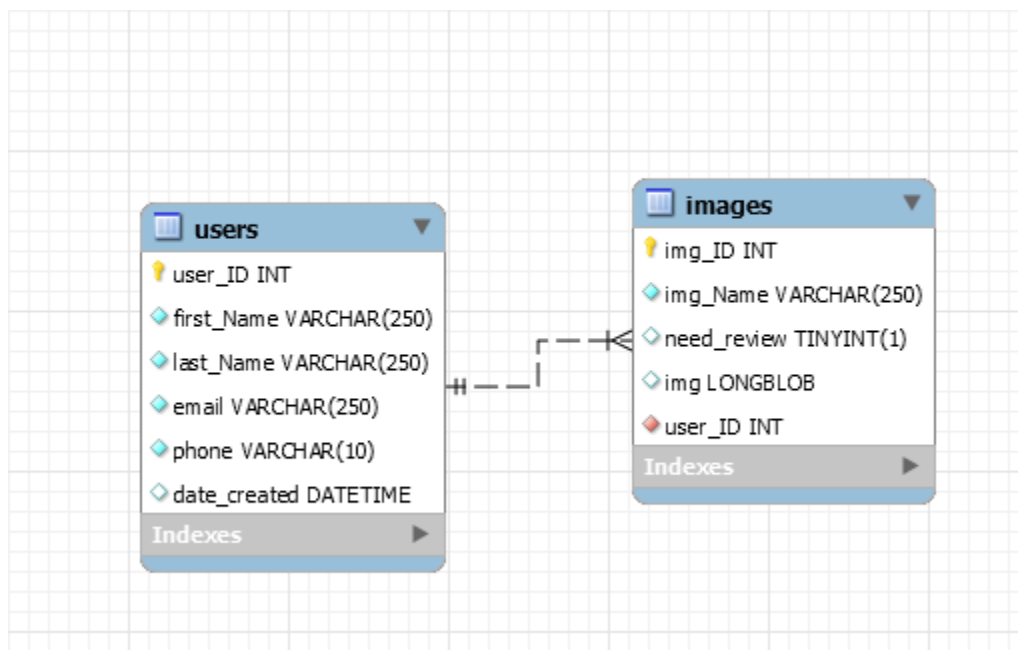 users
user_ID INT
first_Name VARCHAR(250)
last_Name VARCHAR(250)
email VARCHAR(250)
phone VARCHAR(10)
date_created DATETIME
Indexes
images
img_ID INT
img_Name VARCHAR(250)
need_review TINYINT(1)
img LONGBLOB
user_ID INT
Indexes